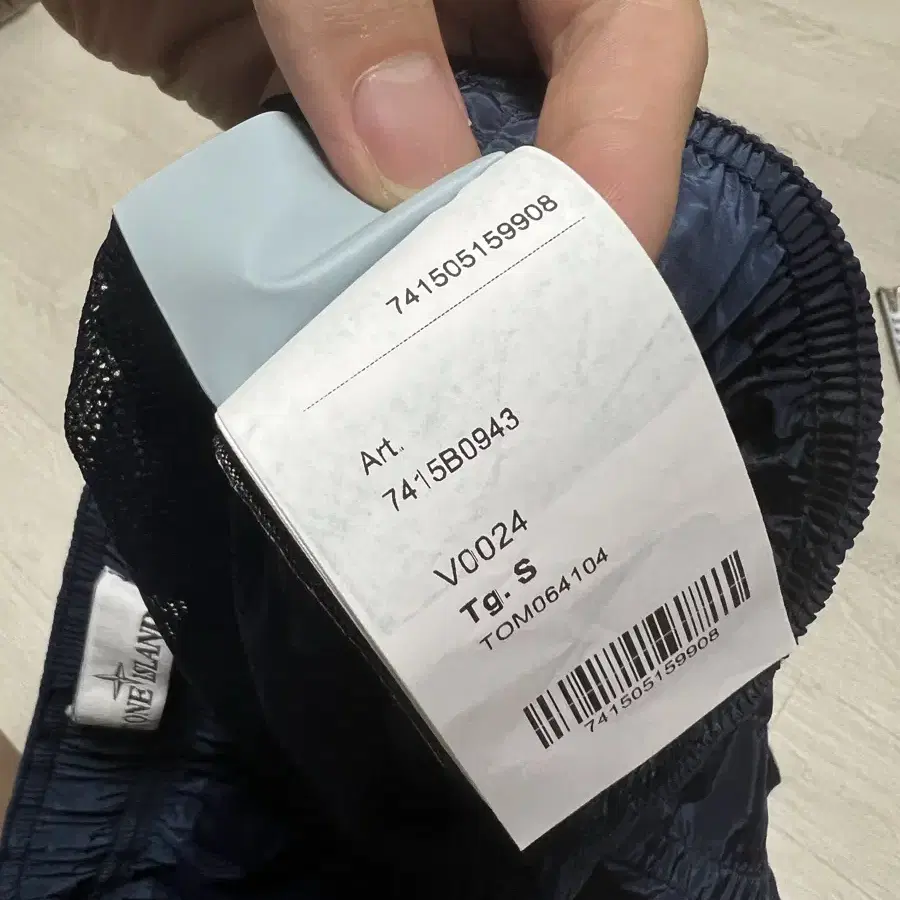 741505159908
Art.
7415B0943
V0024
Tg. S
TOM064104
741505159908
ONE ISLAND